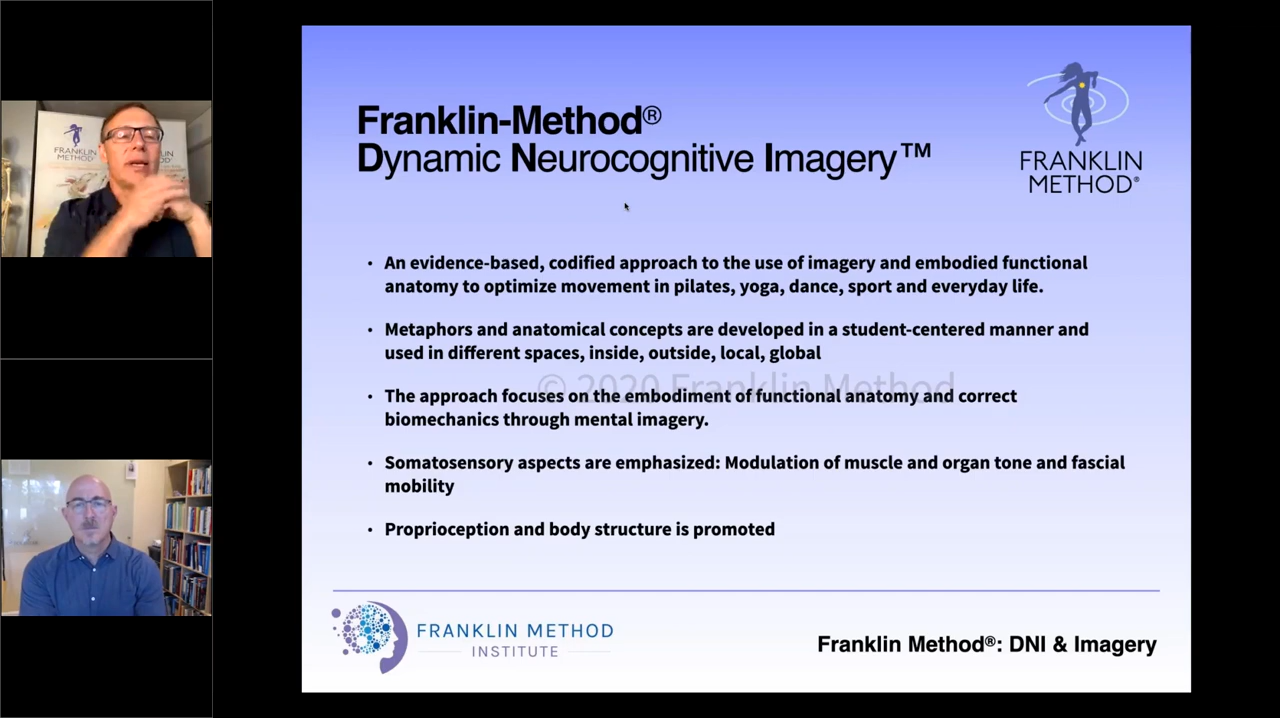 FRANKLIN
METHOD
Franklin-Method®
Dynamic Neurocognitive Imagery™
FRANKLIN
METHOD®
• An evidence-based, codified approach to the use of imagery and embodied functional
anatomy to optimize movement in pilates, yoga, dance, sport and everyday life.
• Metaphors and anatomical concepts are developed in a student-centered manner and
used in different spaces, inside, outside, local, global
© 2020 Franklin Method
• The approach focuses on the embodiment of functional anatomy and correct
biomechanics through mental imagery.
• Somatosensory aspects are emphasized: Modulation of muscle and organ tone and fascial
mobility
• Proprioception and body structure is promoted
FRANKLIN METHOD
INSTITUTE
Franklin Method®: DNI & Imagery